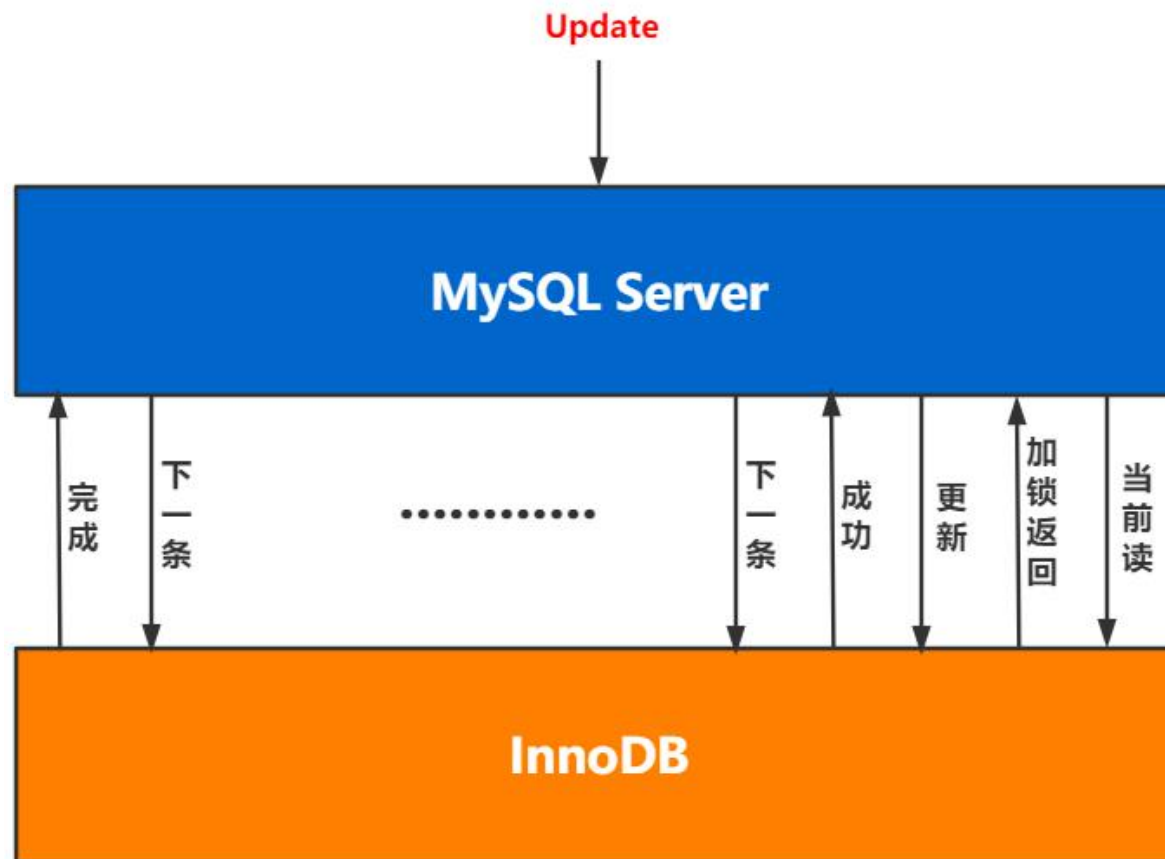 Update
MySQL Server
完成
下一条
............
下一条
成功
更新
加锁返回
当前读
InnoDB